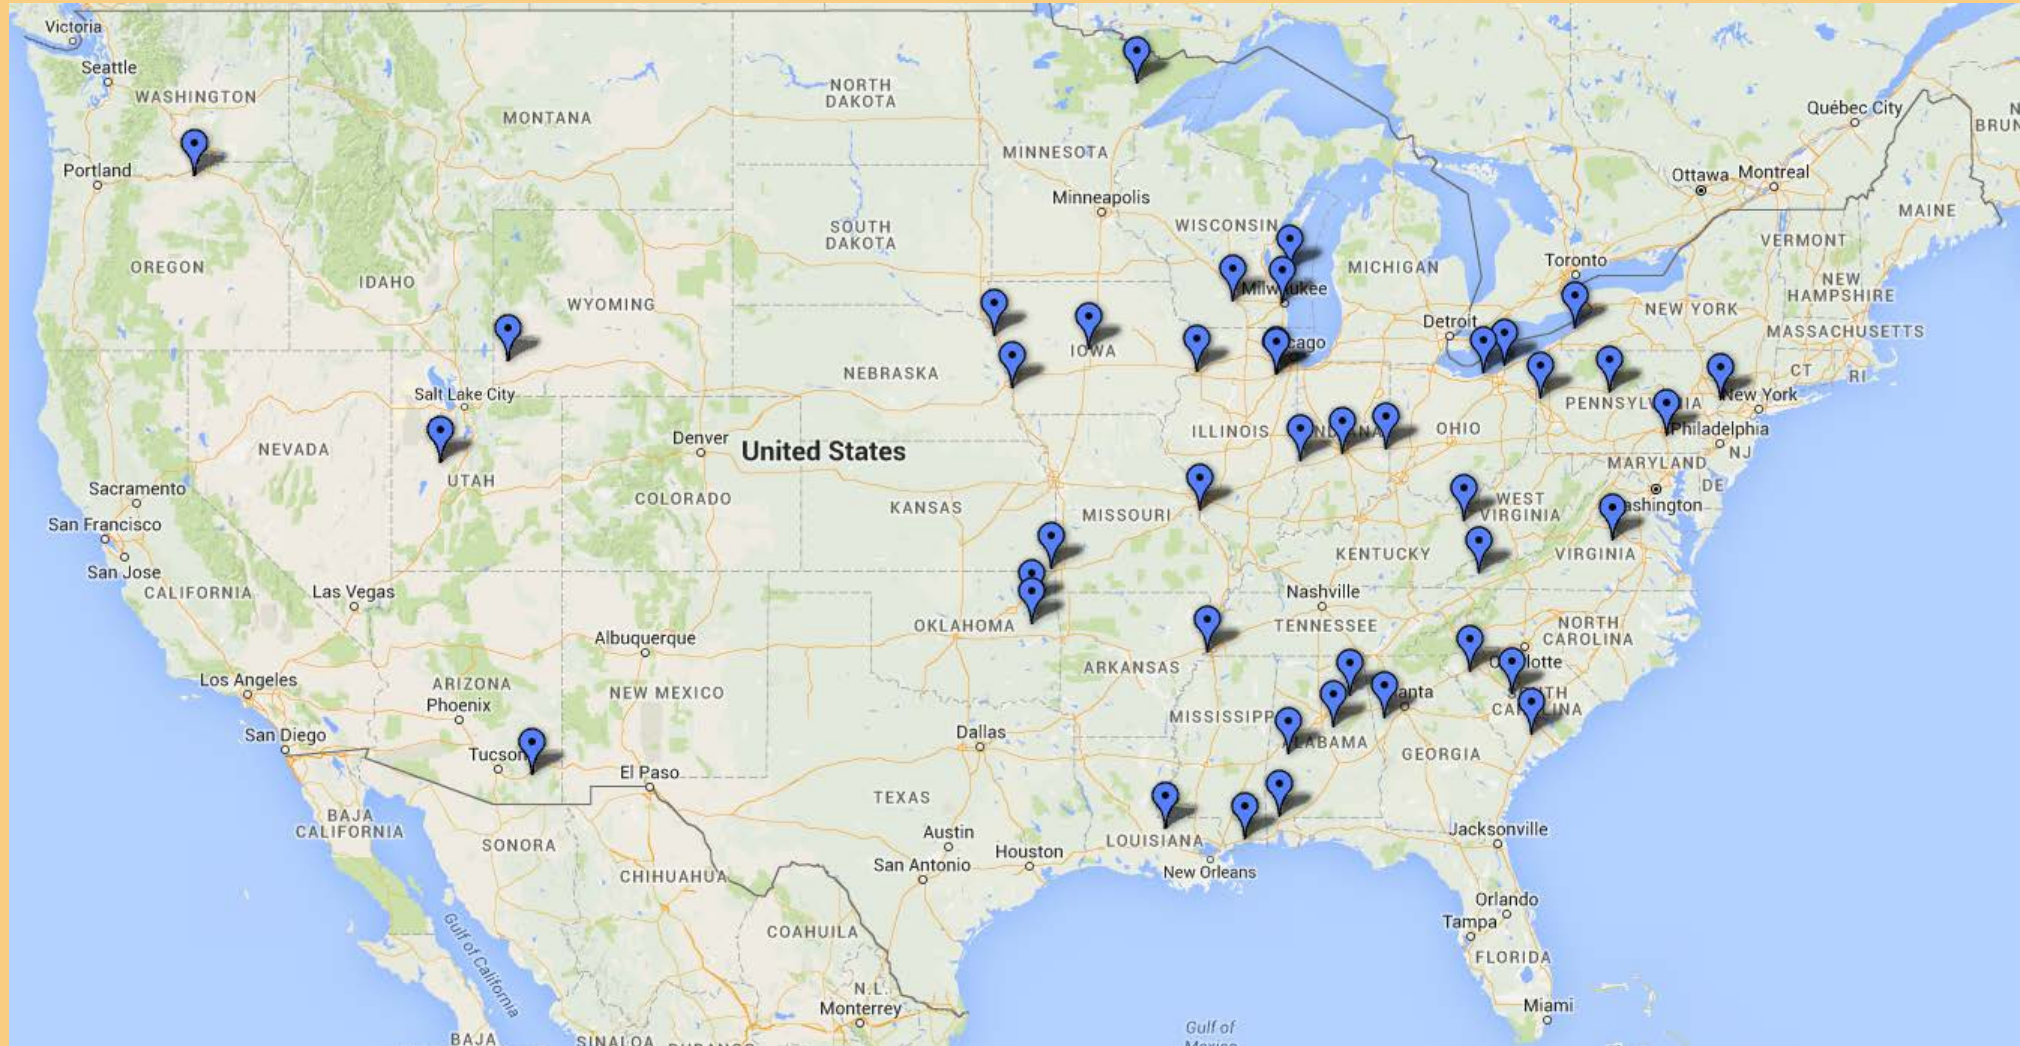 Victoria
Seattle
WASHINGTON
Portland
OREGON
IDAHO
MONTANA
NORTH
DAKOTA
MINNESOTA
Minneapolis
SOUTH
DAKOTA
WYOMING
WISCONSIN
MICHIGAN
Toronto
Ottawa
Montreal
Québec City
N
BRUN
MAINE
VERMONT
NEW
HAMPSHIRE
NEW YORK
MASSACHUSETTS
CT
RI
Detroit
IOWA
NEBRASKA
Salt Lake City
NEVADA
UTAH
Denver
United States
COLORADO
KANSAS
MISSOURI
ILLINOIS
OHIO
New York
Philadelphia
NJ
MARYLAND
DE
WEST
VIRGINIA
VIRGINIA
KENTUCKY
Sacramento
San Francisco
San Jose
CALIFORNIA
Las Vegas
Nashville
TENNESSEE
NORTH
CAROLINA
OKLAHOMA
ARKANSAS
Albuquerque
NEW MEXICO
Los Angeles
ARIZONA
Phoenix
San Diego
Tucson
El Paso
Dallas
TEXAS
GEORGIA
LOUISIANA
New Orleans
Jacksonville
Austin
San Antonio
Houston
BAJA
CALIFORNIA
SONORA
CHIHUAHUA
COAHUILA
N.L.
Monterrey
Gulf of California
BAJA
SINALOA
Orlando
Tampa
FLORIDA
Miami
Gulf of